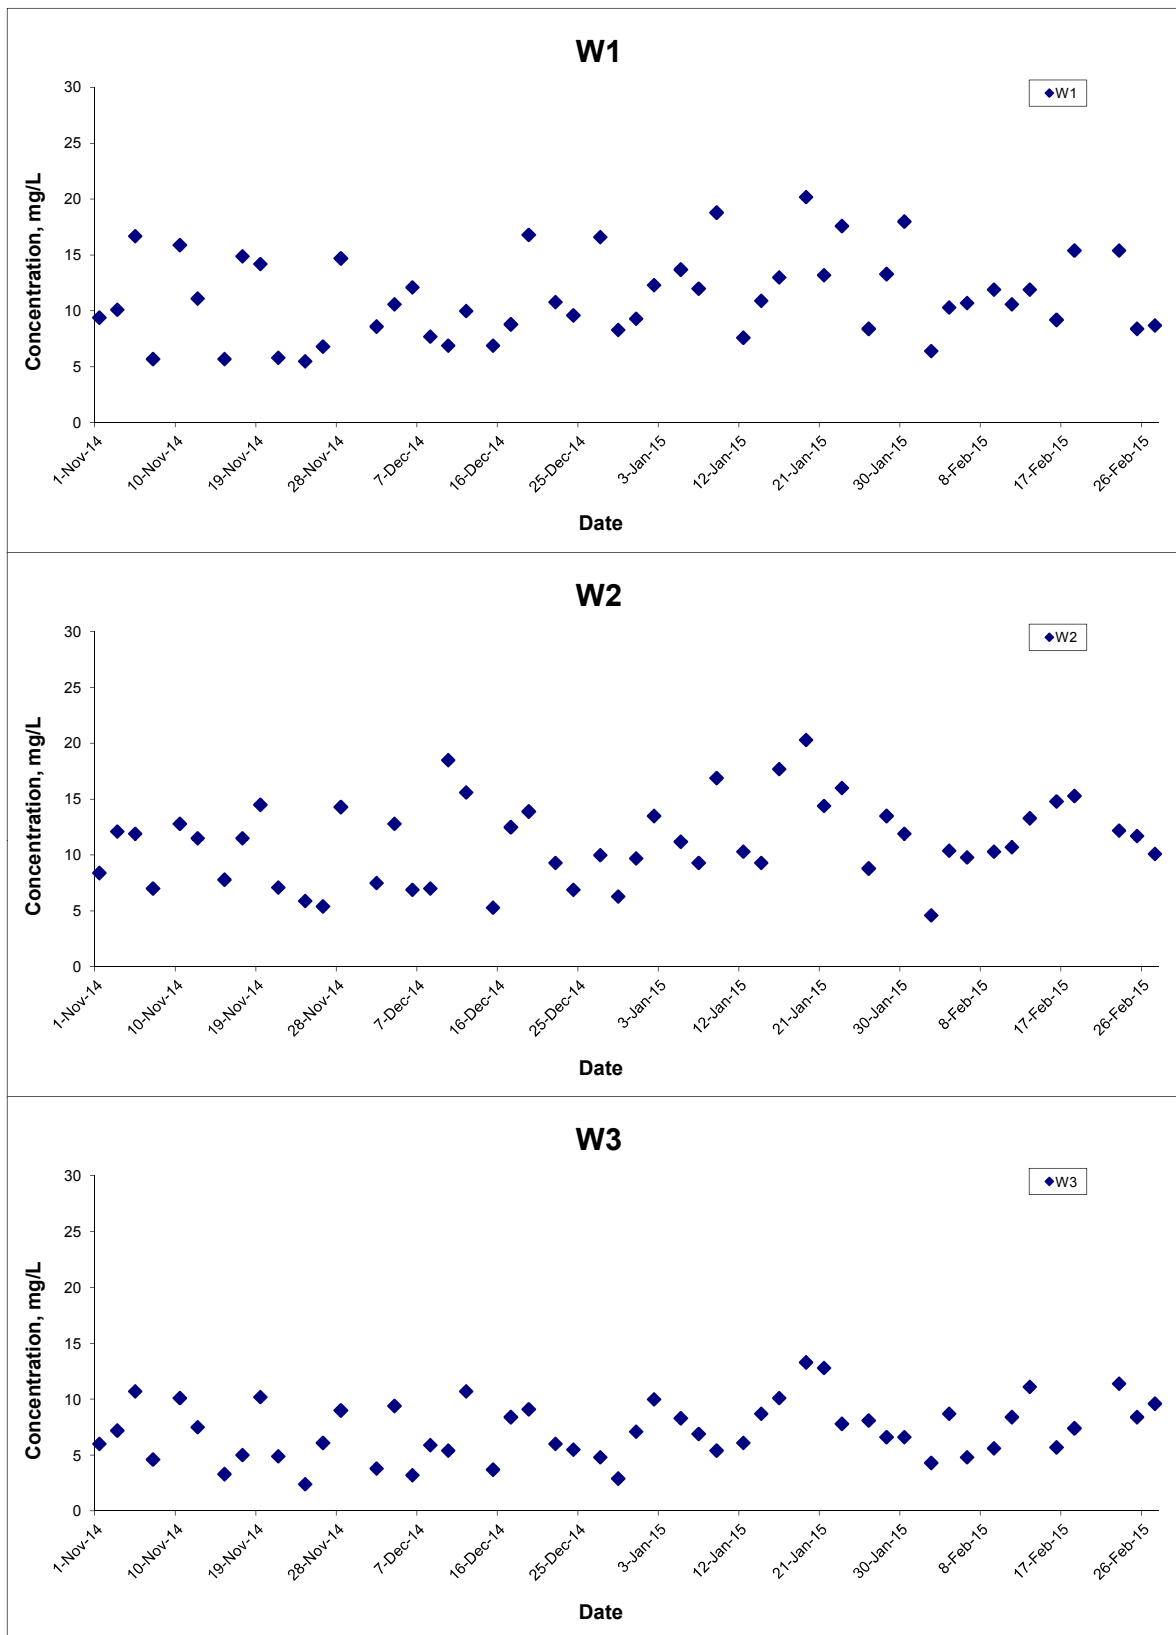 W1
W1
Concentration, mg/L
30
25
20
15
10
5
0
1-Nov-14
10-Nov-14
19-Nov-14
28-Nov-14
7-Dec-14
16-Dec-14
25-Dec-14
3-Jan-15
12-Jan-15
21-Jan-15
30-Jan-15
8-Feb-15
17-Feb-15
26-Feb-15
Date
W2
W2
Concentration, mg/L
30
25
20
15
10
5
0
1-Nov-14
10-Nov-14
19-Nov-14
28-Nov-14
7-Dec-14
16-Dec-14
25-Dec-14
3-Jan-15
12-Jan-15
21-Jan-15
30-Jan-15
8-Feb-15
17-Feb-15
26-Feb-15
Date
W3
W3
Concentration, mg/L
30
25
20
15
10
5
0
1-Nov-14
10-Nov-14
19-Nov-14
28-Nov-14
7-Dec-14
16-Dec-14
25-Dec-14
3-Jan-15
12-Jan-15
21-Jan-15
30-Jan-15
8-Feb-15
17-Feb-15
26-Feb-15
Date